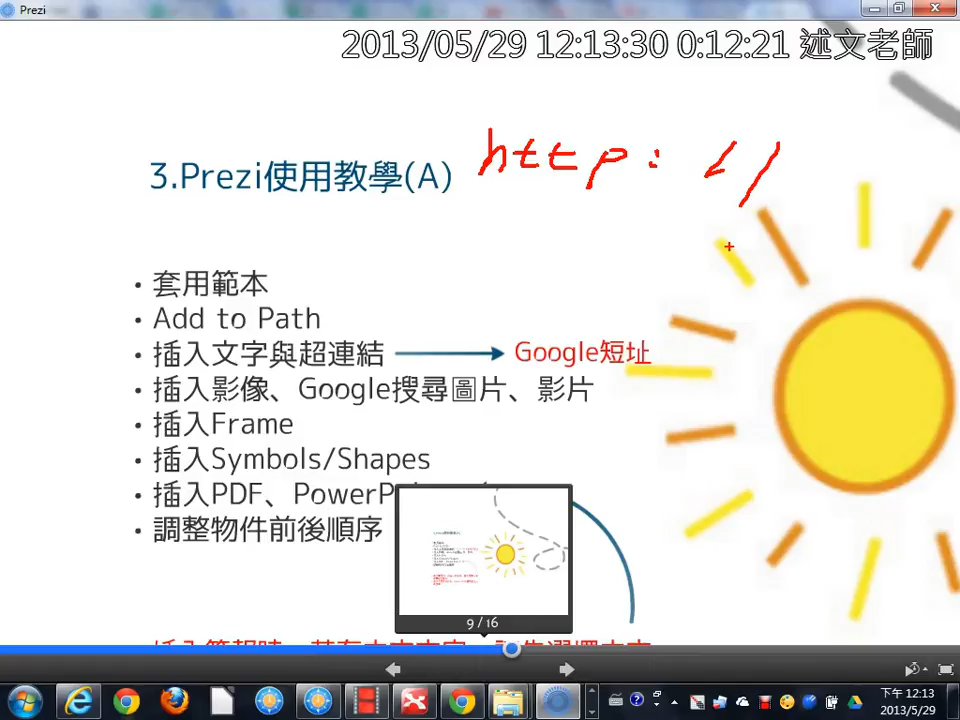 Prezi
2013/05/29 12:13:30 0:12:21 述文老師
http://
3.Prezi使用教學(A)
• 套用範本
• Add to Path
• 插入文字與超連結 Google短址
• 插入影像、Google搜尋圖片、影片
• 插入Frame
• 插入Symbols/Shapes
• 插入PDF、PowerP
• 調整物件前後順序
9 / 16
下午 12:13
2013/5/29